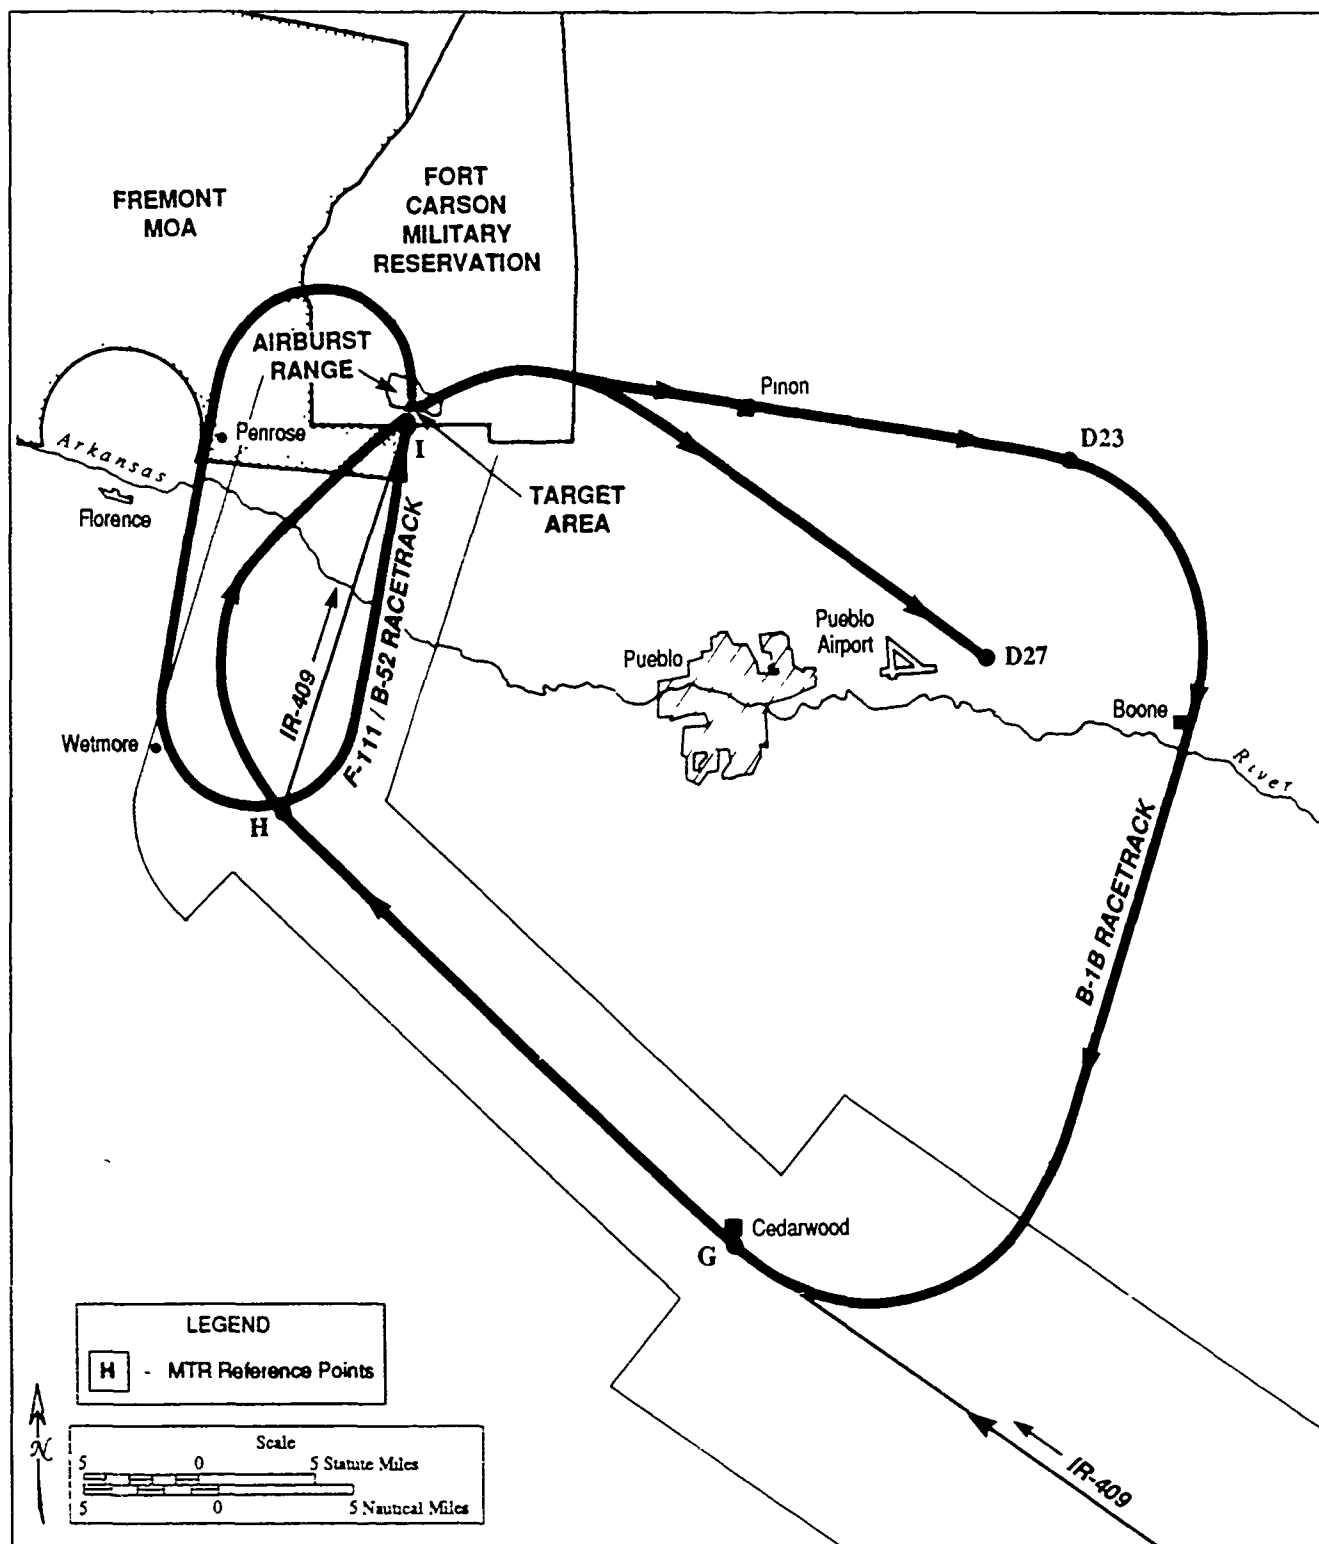 FORT
CARSON
MILITARY
RESERVATION
FREMONT
MOA
AIRBURST
RANGE
Pinon
D23
Penrose
I
Arkansas
TARGET
AREA
Florence
F-111 / B-52 RACETRACK
IR-409
Pueblo
Pueblo
Airport
D27
Boone
Wetmore
River
H
B-1B RACETRACK
Cedarwood
G
LEGEND
H - MTR Reference Points
IR-409
N
Scale
5 0 5 Statute Miles
5 0 5 Nautical Miles